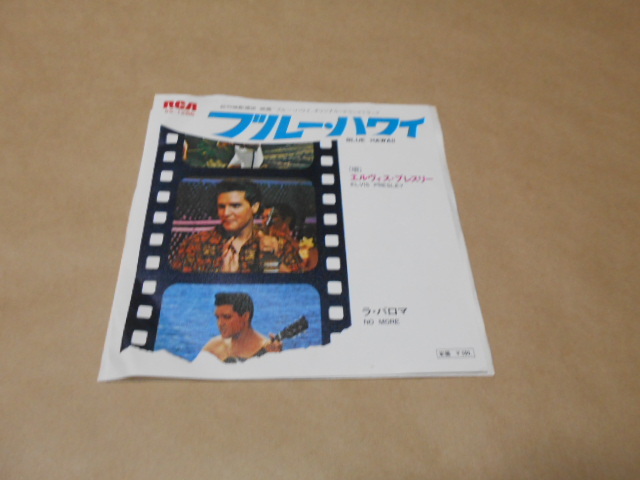 RCA
ブルー・ハワイ
BLUE HAWAII
エルヴィス・プレスリー
ELVIS PRESLEY
ラ・パロマ
NO MORE